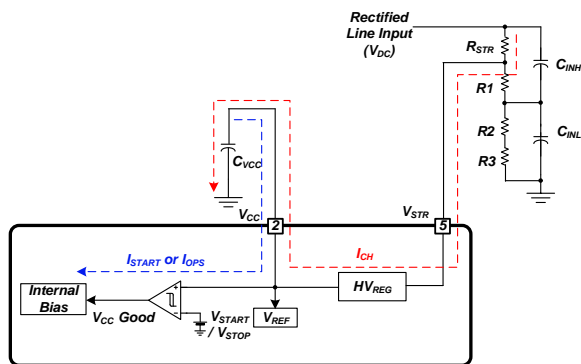 Rectified
Line Input
(VDC)
RSTR
CINH
R1
R2
CINL
R3
CVCC
VCC
2
VSTR
5
ISTART or IOPS
ICH
Internal
Bias
VCC Good
+
-
VSTART
/ VSTOP
VREF
HVREG